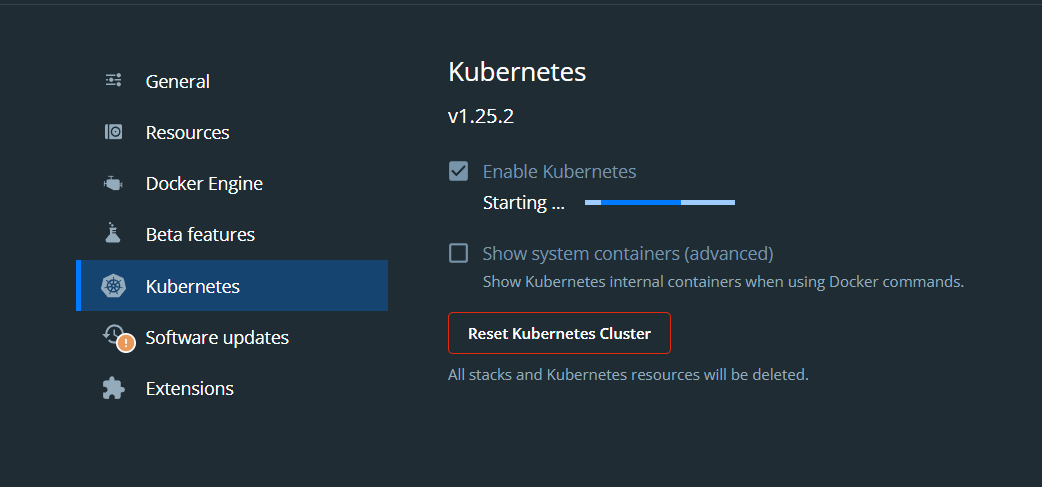 General
Resources
Docker Engine
Beta features
Kubernetes
Software updates
Extensions
Kubernetes
v1.25.2
Enable Kubernetes
Starting ...
Show system containers (advanced)
Show Kubernetes internal containers when using Docker commands.
Reset Kubernetes Cluster
All stacks and Kubernetes resources will be deleted.